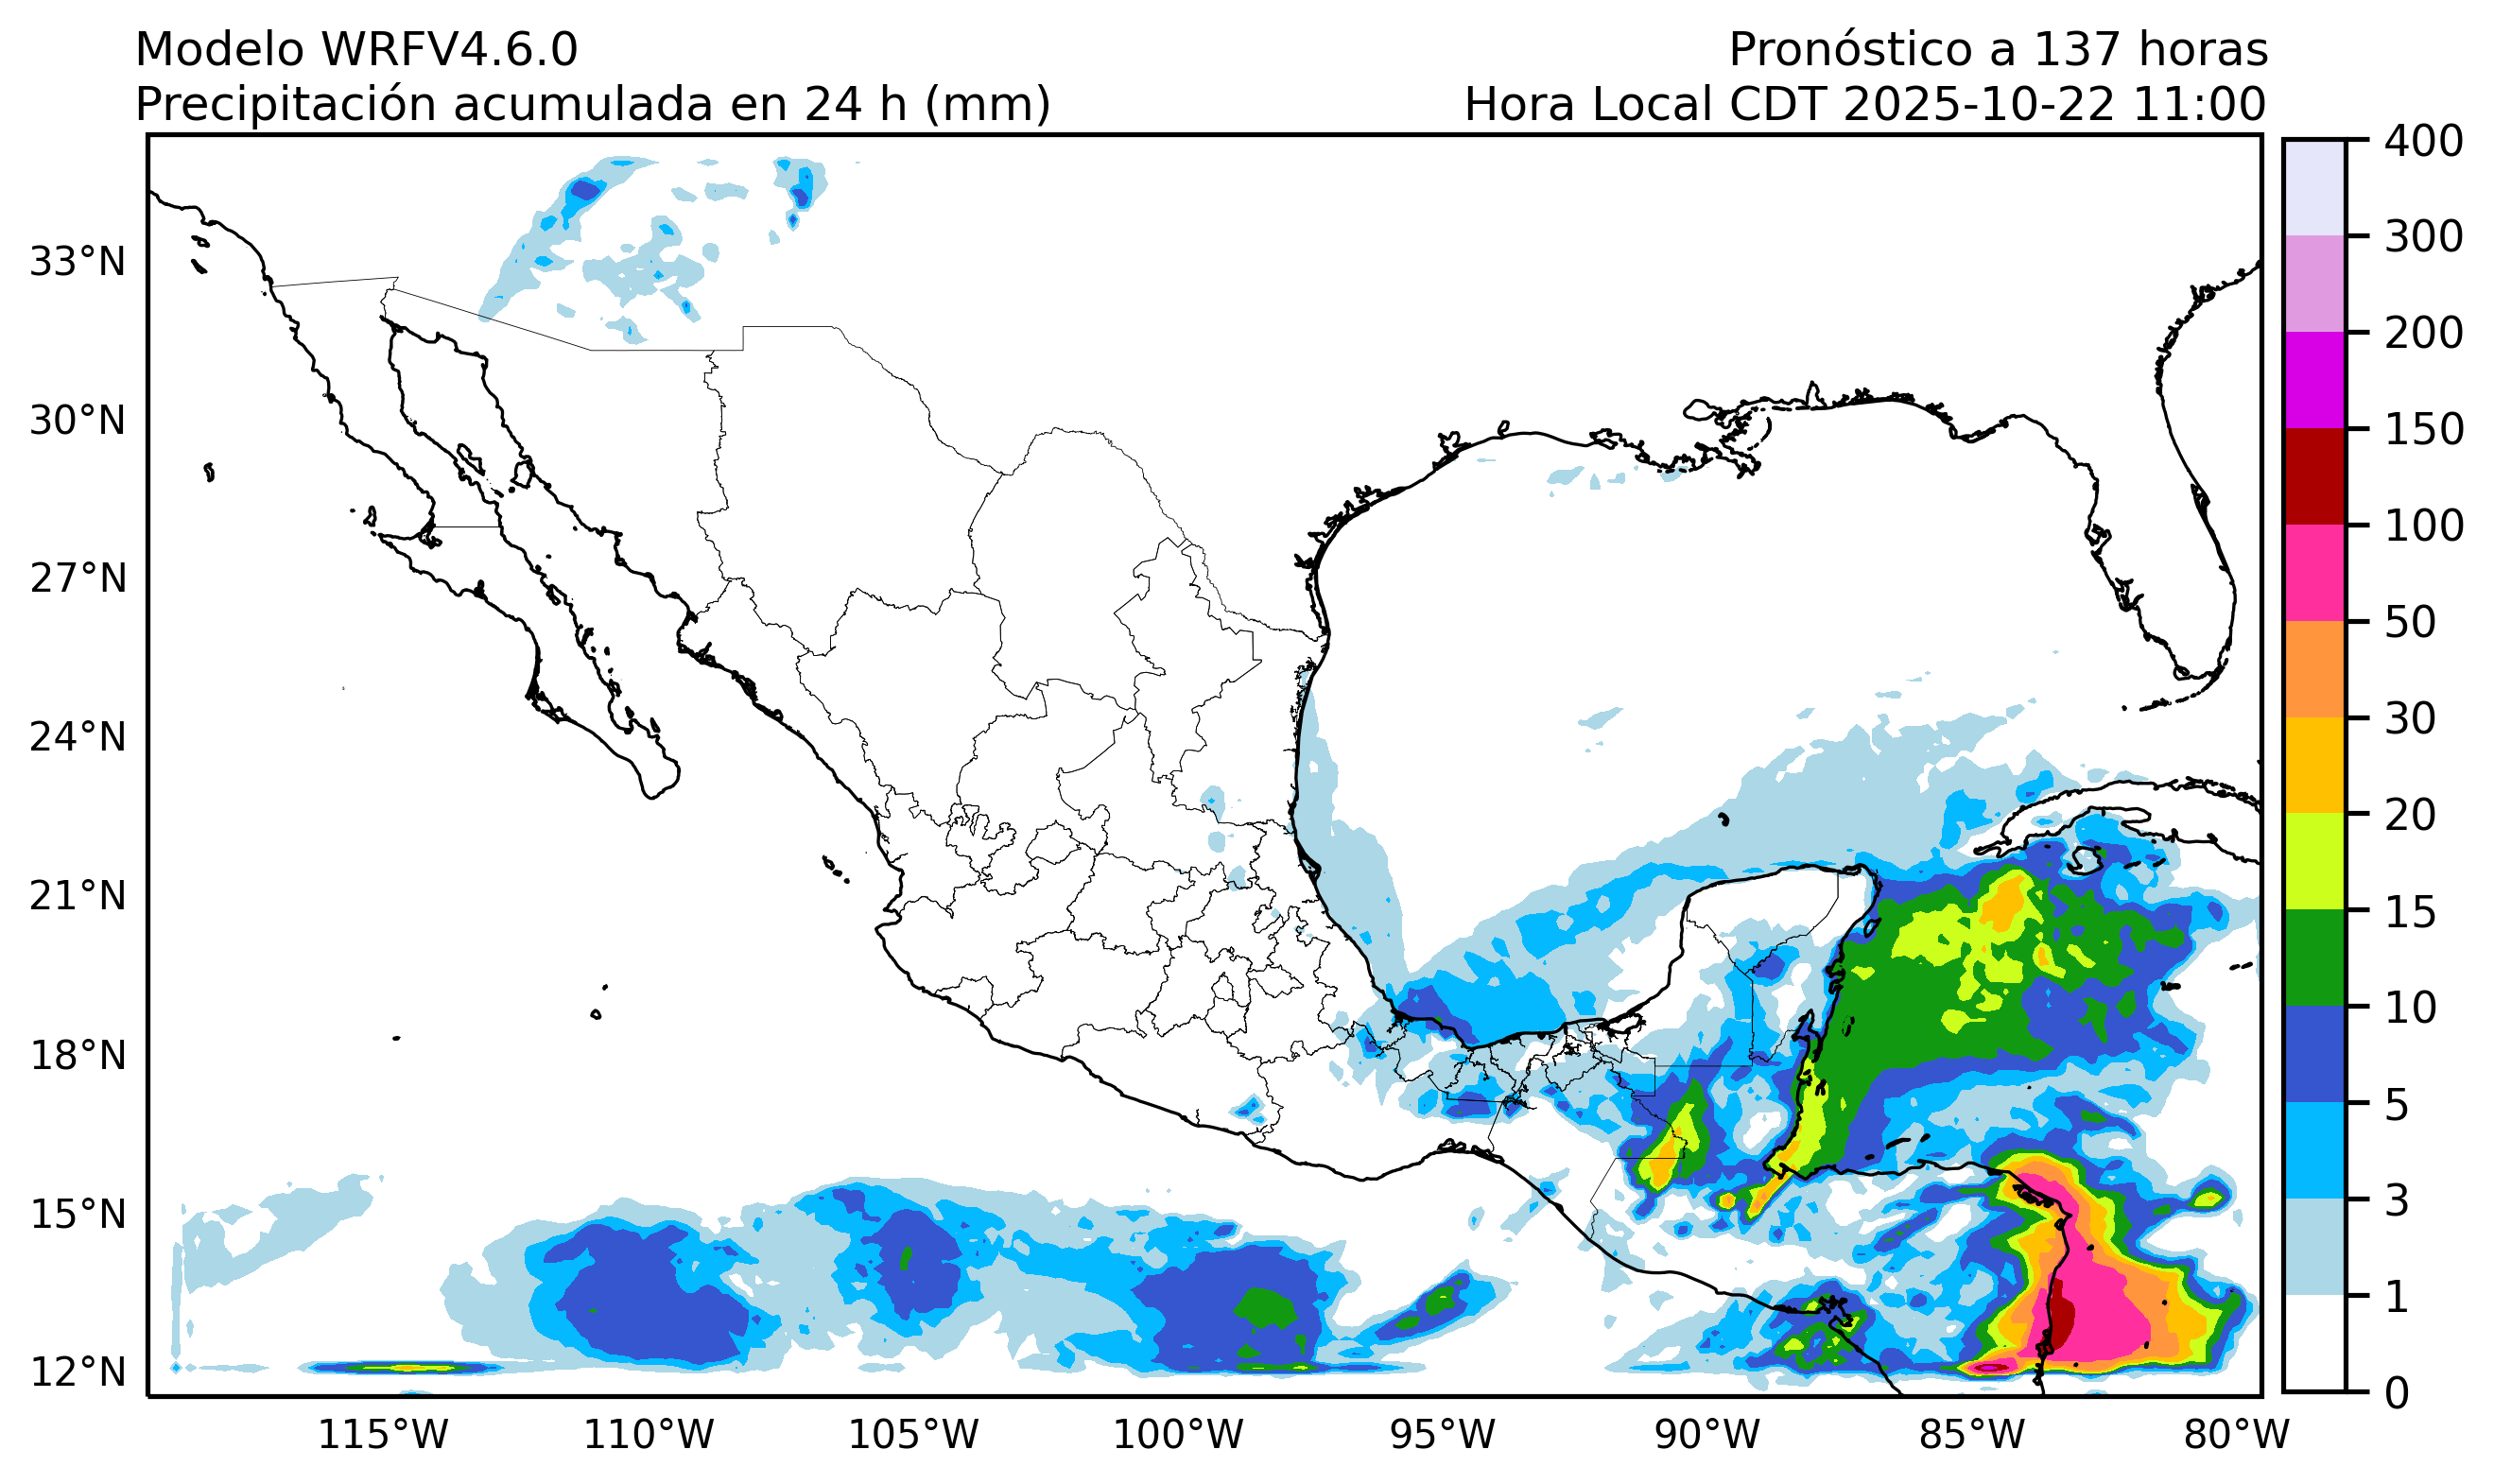 Modelo WRFV4.6.0
Pronóstico a 137 horas
Precipitación acumulada en 24 h (mm)
Hora Local CDT 2025-10-22 11:00
33°N
30°N
27°N
24°N
21°N
18°N
15°N
12°N
115°W
110°W
105°W
100°W
95°W
90°W
85°W
80°W
400
300
200
150
100
50
30
20
15
10
5
3
1
0